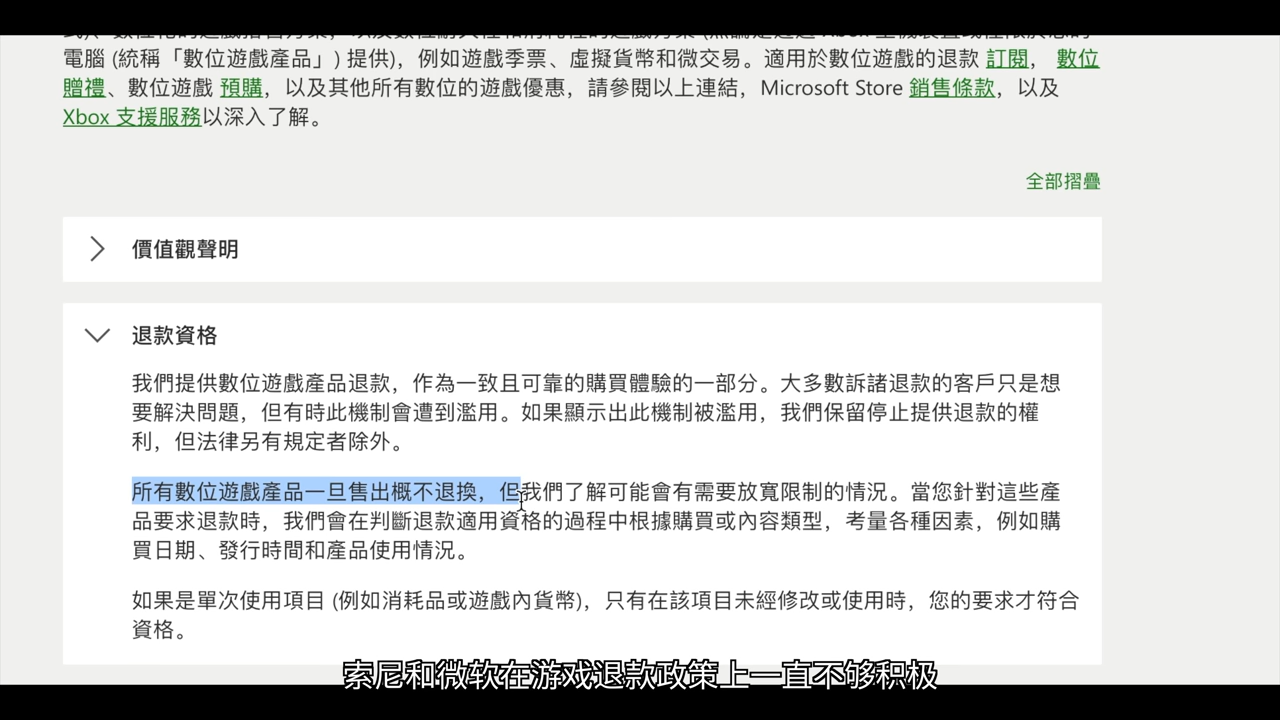 電腦 (統稱「數位遊戲產品」) 提供)，例如遊戲季票、虛擬貨幣和微交易。適用於數位遊戲的退款 訂閱， 數位
贈禮、數位遊戲 預購，以及其他所有數位的遊戲優惠，請參閱以上連結，Microsoft Store 銷售條款，以及
Xbox 支援服務以深入了解。
全部摺疊
價值觀聲明
退款資格
我們提供數位遊戲產品退款，作為一致且可靠的購買體驗的一部分。大多數訴諸退款的客戶只是想
要解決問題，但有時此機制會遭到濫用。如果顯示出此機制被濫用，我們保留停止提供退款的權
利，但法律另有規定者除外。
所有數位遊戲產品一旦售出概不退換，但我們了解可能會有需要放寬限制的情況。當您針對這些產
品要求退款時，我們會在判斷退款適用資格的過程中根據購買或內容類型，考量各種因素，例如購
買日期、發行時間和產品使用情況。
如果是單次使用項目 (例如消耗品或遊戲內貨幣)，只有在該項目未經修改或使用時，您的要求才符合
資格。
索尼和微软在游戏退款政策上一直不够积极